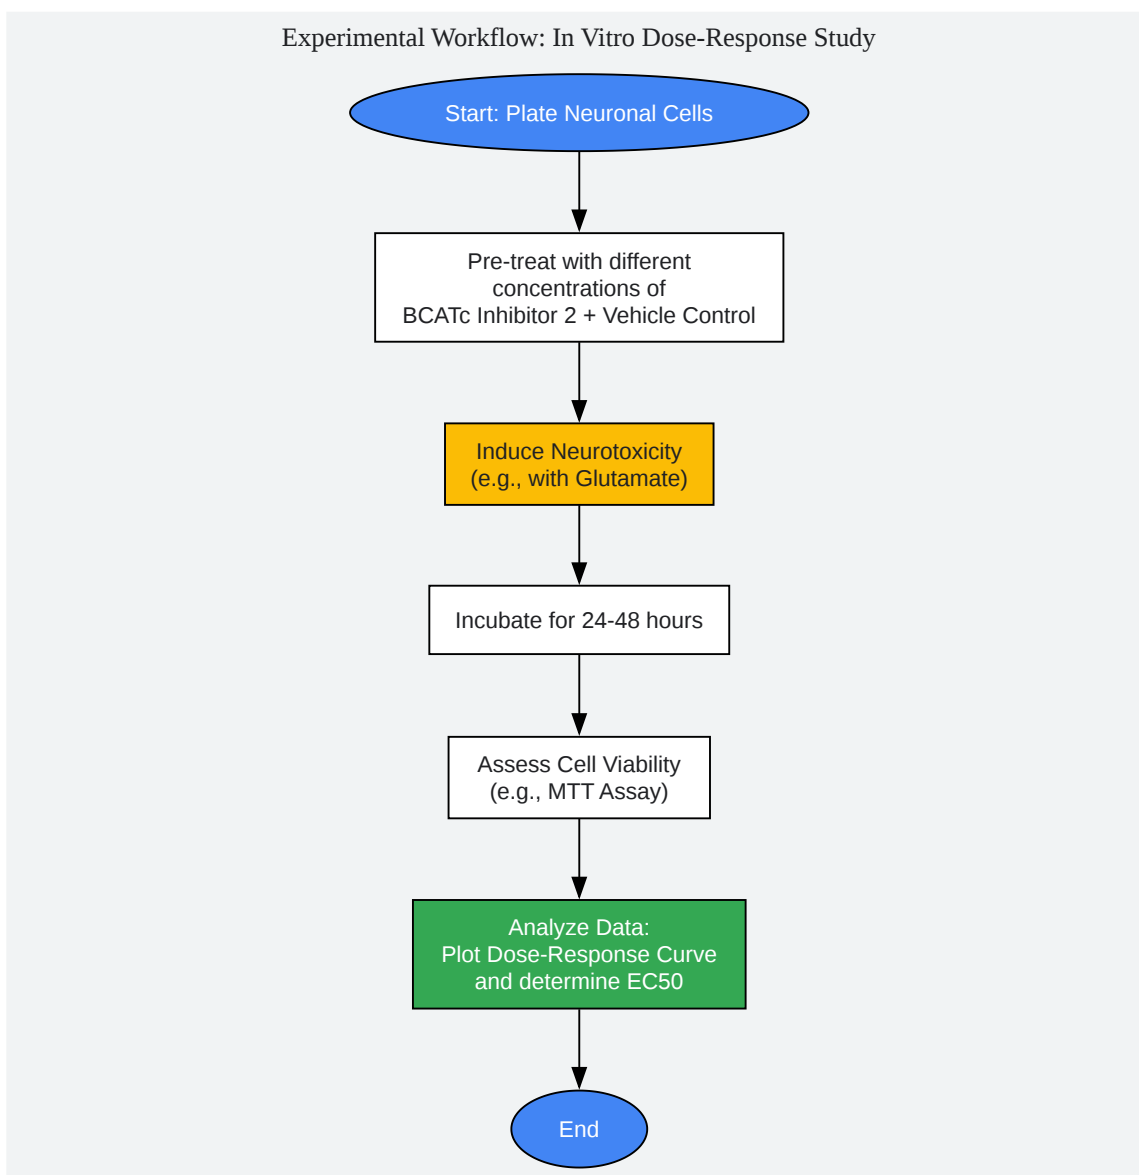 Experimental Workflow: In Vitro Dose-Response Study
Start: Plate Neuronal Cells
Pre-treat with different
concentrations of
BCATc Inhibitor 2 + Vehicle Control
Induce Neurotoxicity
(e.g., with Glutamate)
Incubate for 24-48 hours
Assess Cell Viability
(e.g., MTT Assay)
Analyze Data:
Plot Dose-Response Curve
and determine EC50
End